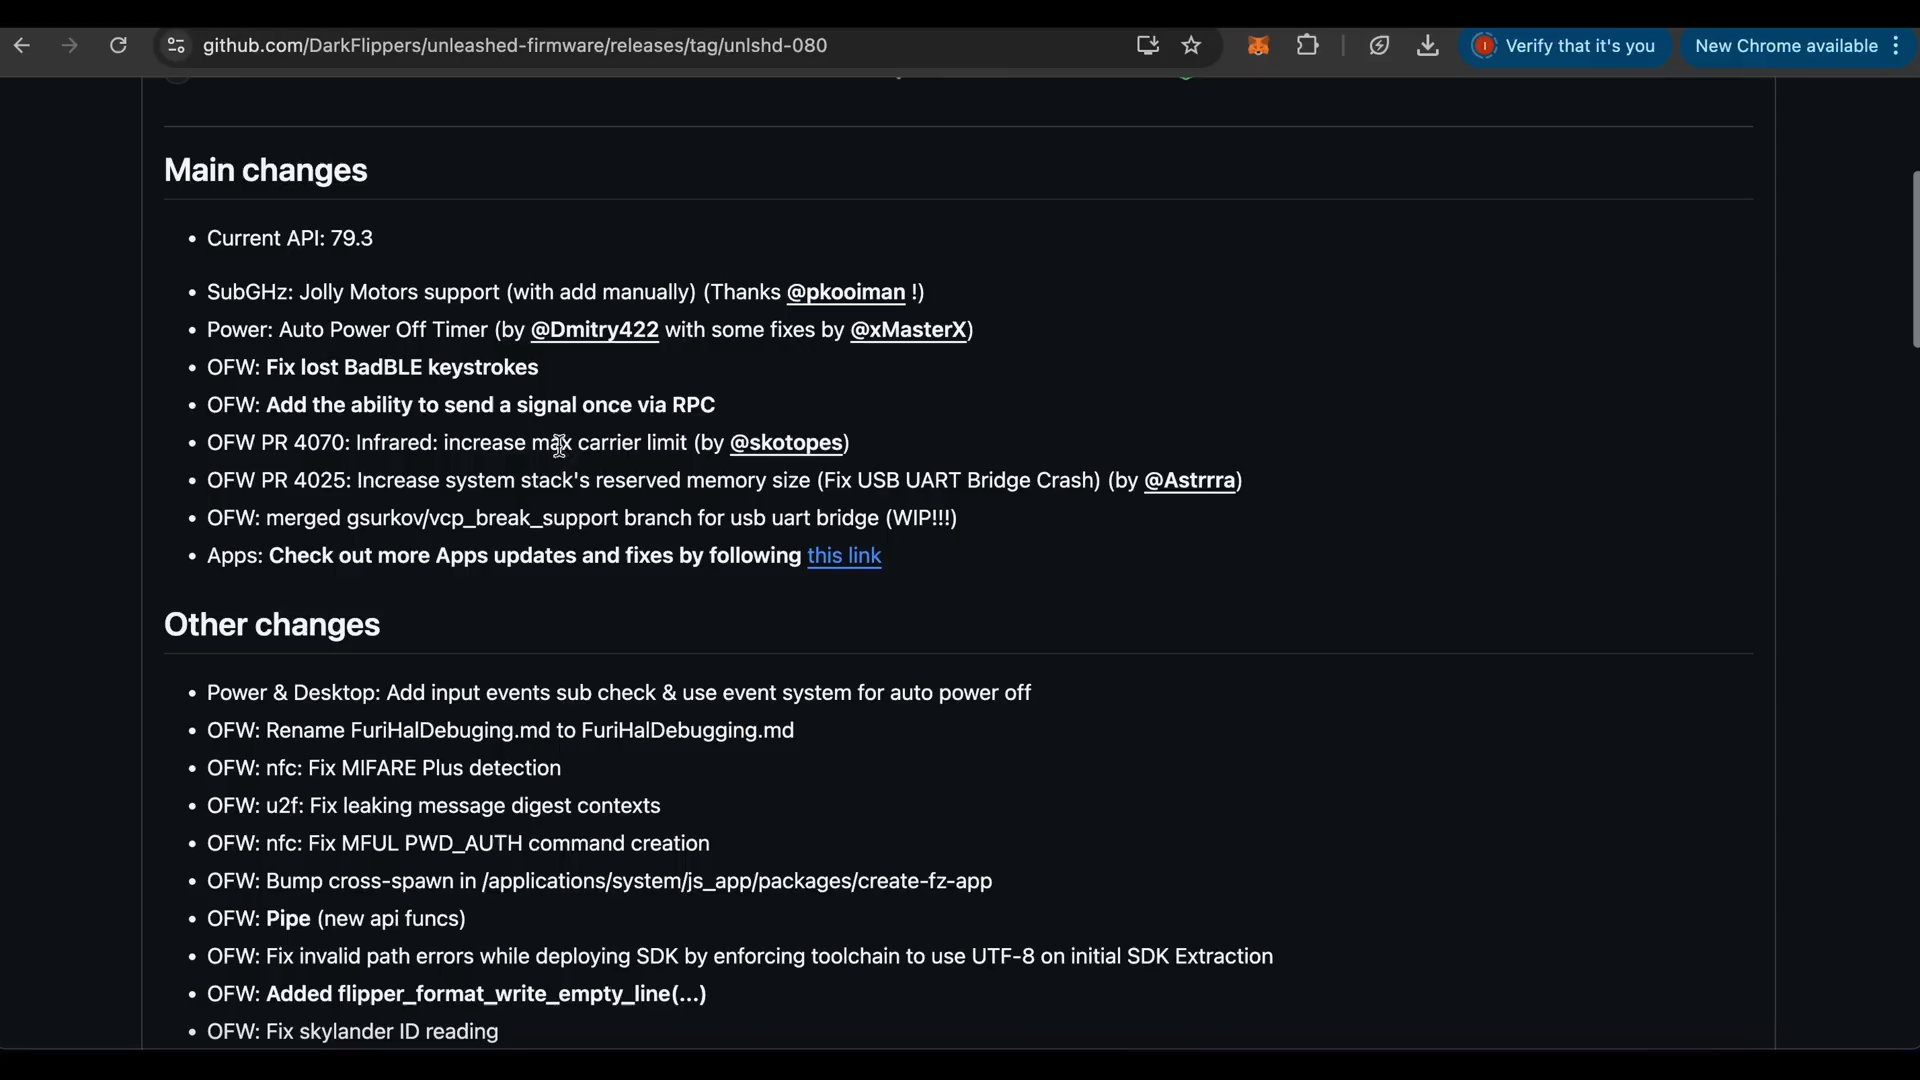 github.com/DarkFlippers/unleashed-firmware/releases/tag/unlshd-080
Verify that it's you
New Chrome available
Main changes
• Current API: 79.3
• SubGHz: Jolly Motors support (with add manually) (Thanks @pkooiman !)
• Power: Auto Power Off Timer (by @Dmitry422 with some fixes by @xMasterX)
• OFW: Fix lost BadBLE keystrokes
• OFW: Add the ability to send a signal once via RPC
• OFW PR 4070: Infrared: increase max carrier limit (by @skotopes)
• OFW PR 4025: Increase system stack's reserved memory size (Fix USB UART Bridge Crash) (by @Astrrra)
• OFW: merged gsurkov/vcp_break_support branch for usb uart bridge (WIP!!!)
• Apps: Check out more Apps updates and fixes by following this link
Other changes
• Power & Desktop: Add input events sub check & use event system for auto power off
• OFW: Rename FuriHalDebuging.md to FuriHalDebugging.md
• OFW: nfc: Fix MIFARE Plus detection
• OFW: u2f: Fix leaking message digest contexts
• OFW: nfc: Fix MFUL PWD_AUTH command creation
• OFW: Bump cross-spawn in /applications/system/js_app/packages/create-fz-app
• OFW: Pipe (new api funcs)
• OFW: Fix invalid path errors while deploying SDK by enforcing toolchain to use UTF-8 on initial SDK Extraction
• OFW: Added flipper_format_write_empty_line(...)
• OFW: Fix skylander ID reading